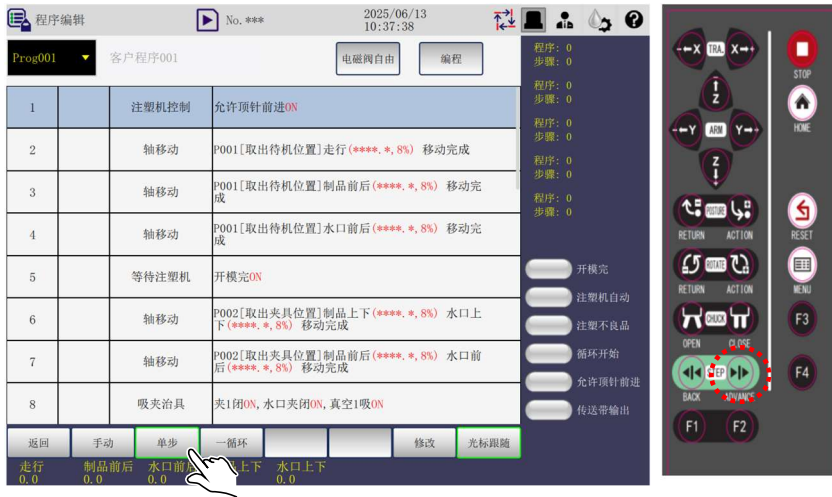 程序编辑
No. ***
2025/06/13
10:37:38
?
Prog001
客户程序001
电磁阀自由
编程
程序: 0
步骤: 0
程序: 0
步骤: 0
程序: 0
步骤: 0
程序: 0
步骤: 0
程序: 0
步骤: 0
1 注塑机控制 允许顶针前进ON
2 轴移动 P001[取出待机位置]走行(****.*,8%) 移动完成
3 轴移动 P001[取出待机位置]制品前后(****.*,8%) 移动完
成
4 轴移动 P001[取出待机位置]水口前后(****.*,8%) 移动完
成
5 等待注塑机 开模完ON
6 轴移动 P002[取出夹具位置]制品上下(****.*,8%) 水口上
下(****.*,8%) 移动完成
7 轴移动 P002[取出夹具位置]制品前后(****.*,8%) 水口前
后(****.*,8%) 移动完成
8 吸夹治具 夹1闭ON,水口夹闭ON,真空1吸ON
开模完
注塑机自动
注塑不良品
循环开始
允许顶针前进
传送带输出
返回 手动 单步 一循环 修改 光标跟随
走行 制品前后 水口前后 上下 水口上下
0.0 0.0 0.0 0.0
X TRA. X
STOP
Z
HOME
Y ARM Y
Z
POSTURE
RETURN ACTION RESET
ROTATE
RETURN ACTION MENU
CHUCK F3
OPEN CLOSE
STEP F4
BACK ADVANCE
F1 F2